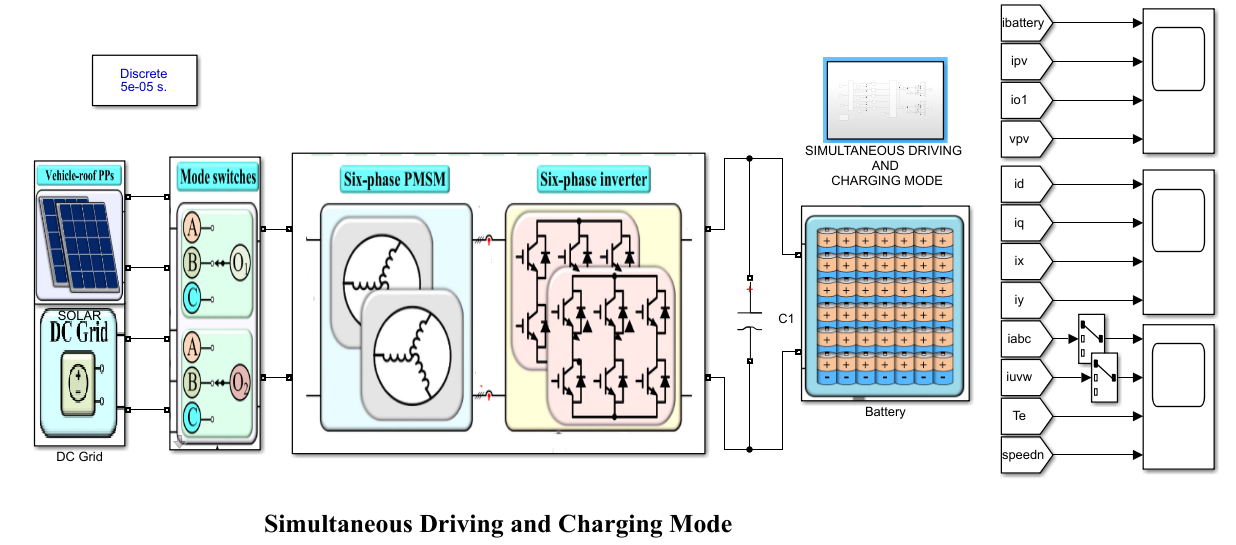 Discrete
5e-05 s.
Vehicle-roof PPs
SOLAR
DC Grid
DC Grid
Mode switches
A
B
C
O1
A
B
C
O2
Six-phase PMSM
Six-phase inverter
C1
SIMULTANEOUS DRIVING
AND
CHARGING MODE
Battery
ibattery
ipv
io1
vpv
id
iq
ix
iy
iabc
iuvw
Te
speedn
Simultaneous Driving and Charging Mode